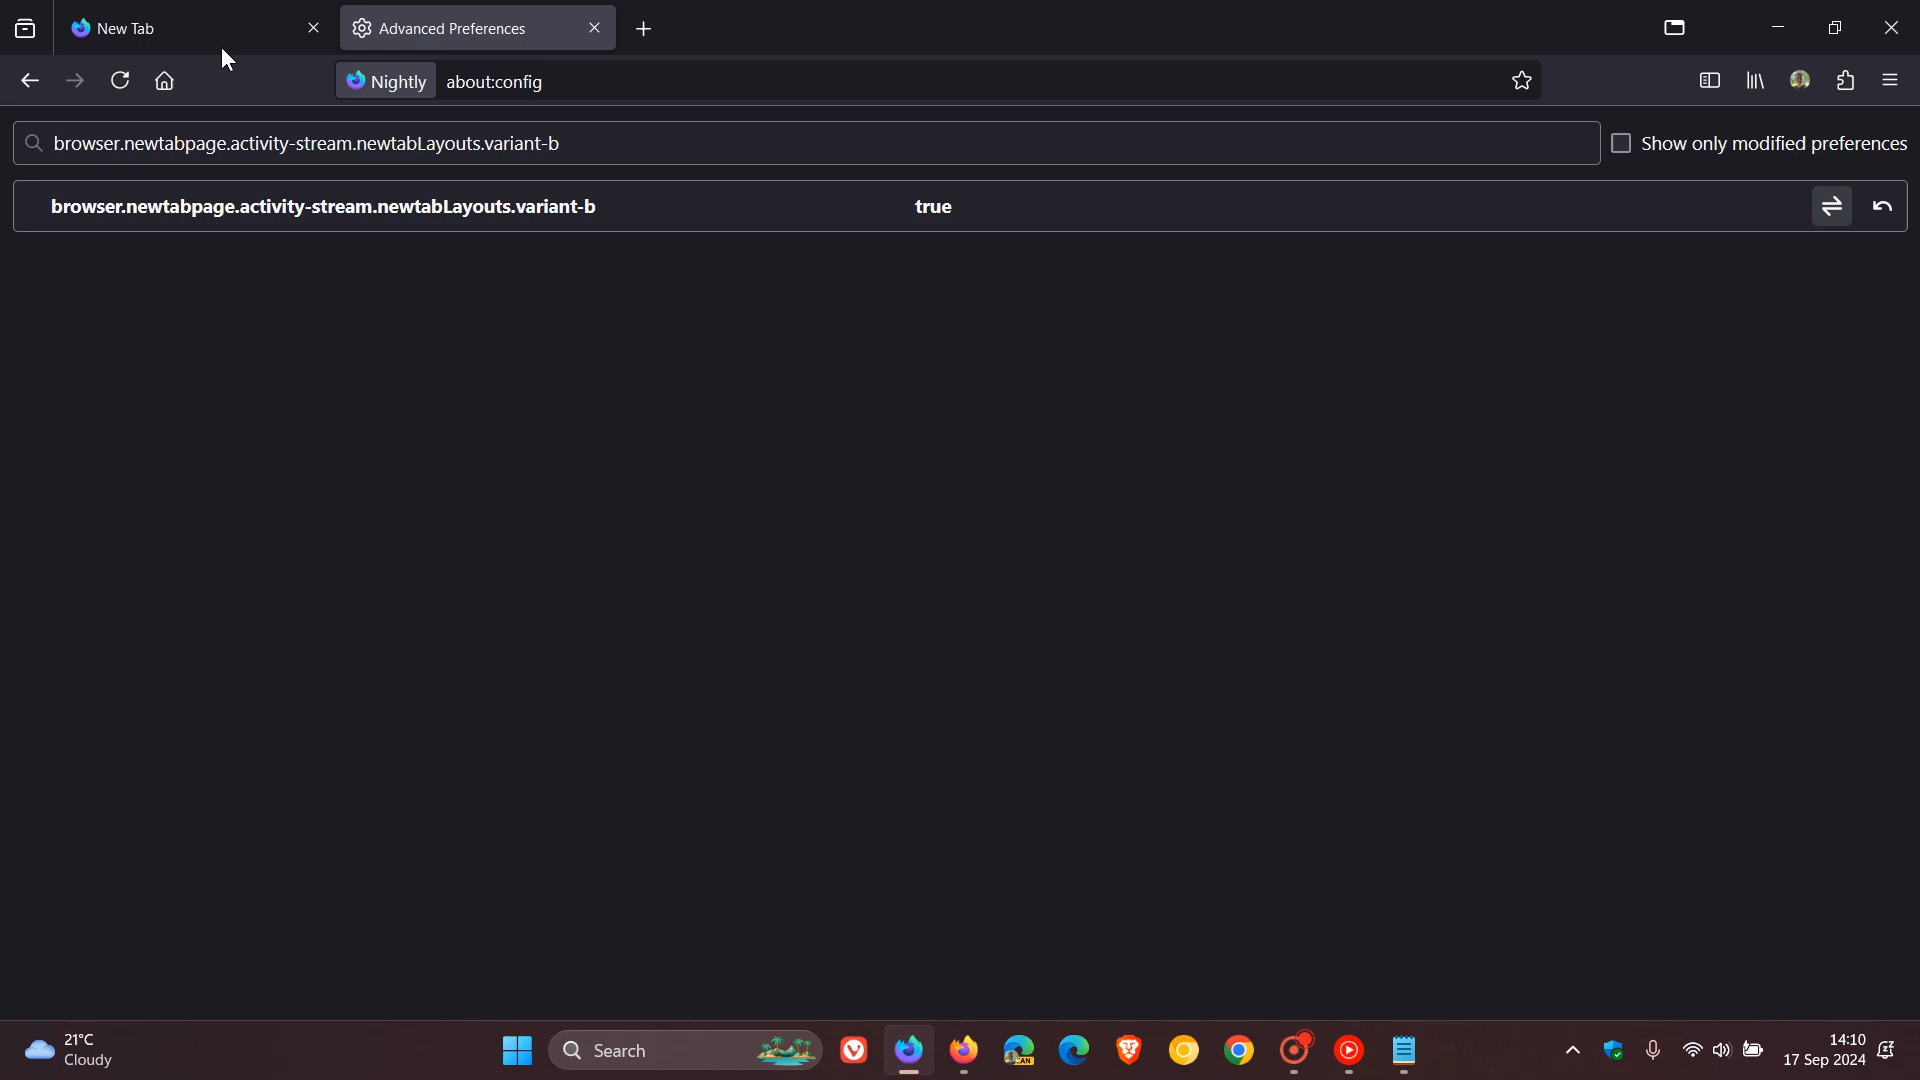 New Tab
Advanced Preferences
Nightly
about:config
browser.newtabpage.activity-stream.newtabLayouts.variant-b
Show only modified preferences
browser.newtabpage.activity-stream.newtabLayouts.variant-b true
21°C
Cloudy
Search
CAN
14:10
17 Sep 2024